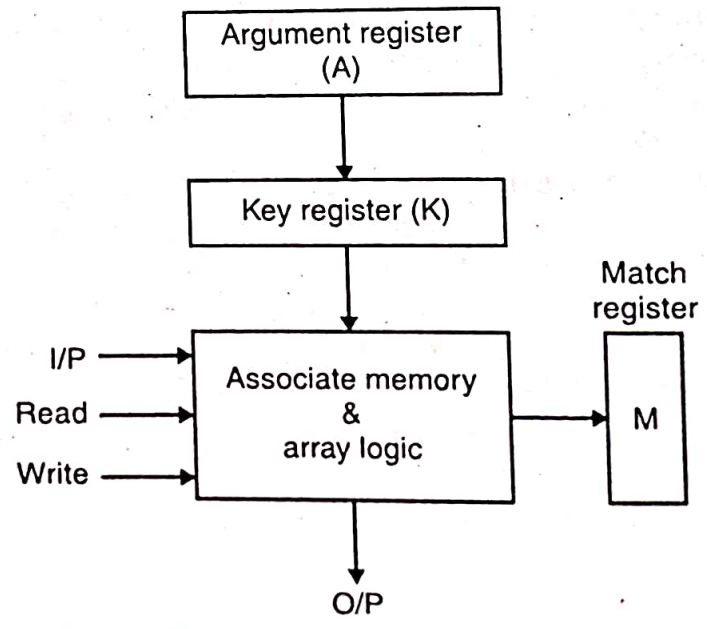 Argument register
(A)
Key register (K)
Match
register
I/P
Read
Write
Associate memory
&
array logic
M
O/P